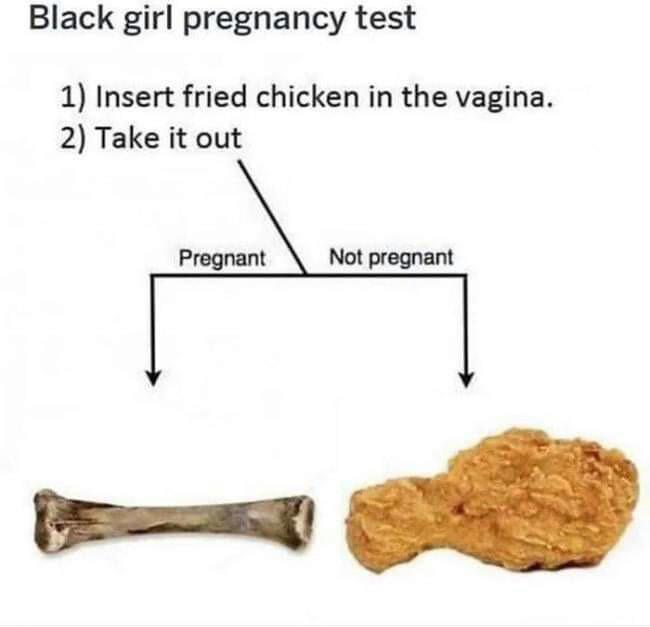 Black girl pregnancy test
1) Insert fried chicken in the vagina.
2) Take it out
Pregnant
Not pregnant